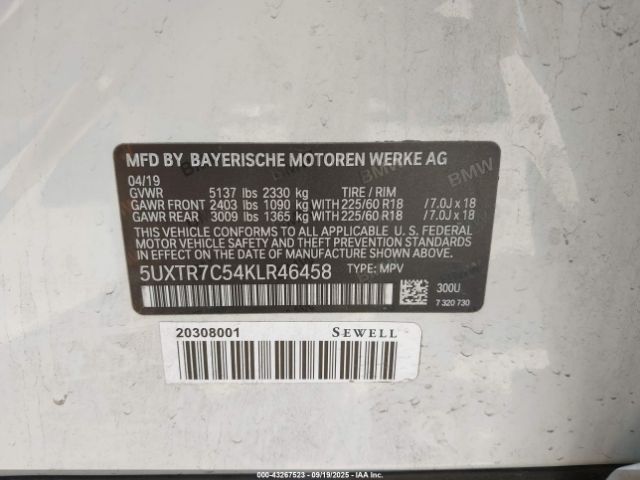 MFD BY BAYERISCHE MOTOREN WERKE AG
04/19
GVWR 5137 lbs 2330 kg TIRE / RIM
GAWR FRONT 2403 lbs 1090 kg WITH 225/60 R18 /7.0J x 18
GAWR REAR 3009 lbs 1365 kg WITH 225/60 R18 /7.0J x 18
THIS VEHICLE CONFORMS TO ALL APPLICABLE U. S. FEDERAL
MOTOR VEHICLE SAFETY AND THEFT PREVENTION STANDARDS
IN EFFECT ON THE DATE OF MANUFACTURE SHOWN ABOVE.
5UXTR7C54KLR46458 TYPE: MPV
300U
7 320 730
BMW
BMW
BMW
20308001 SEWELL
000-43267523 - 09/19/2025 - IAA Inc.